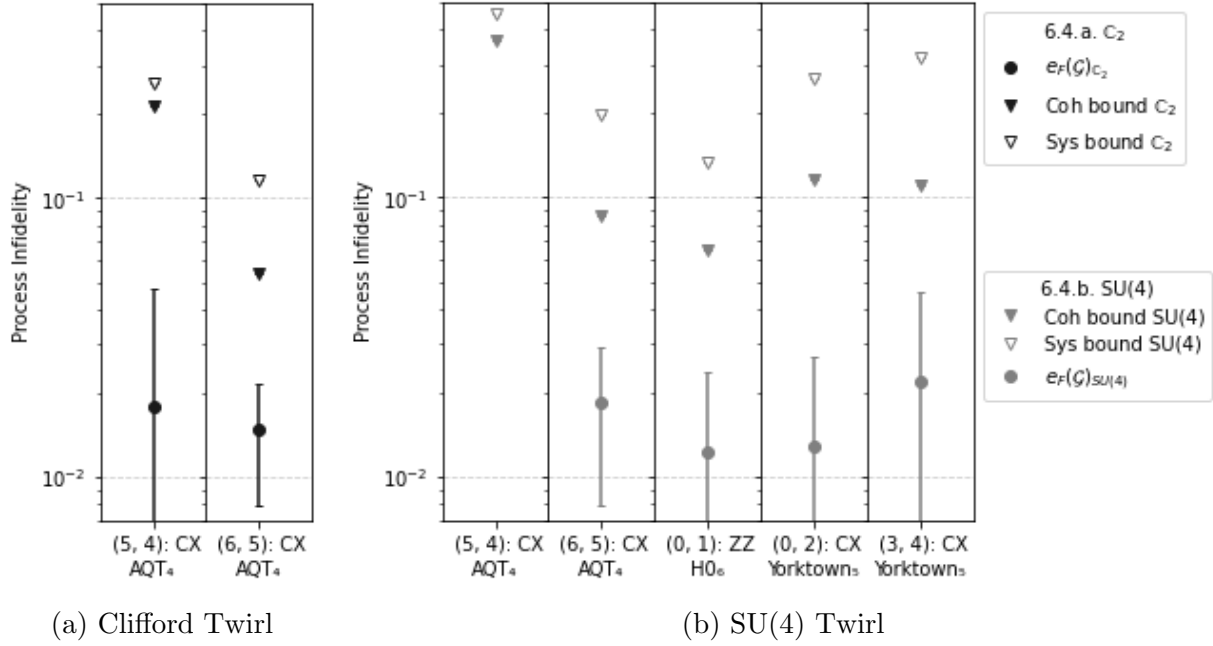 Process Infidelity
10⁻¹
10⁻²
(5, 4): CX
AQT₄
(6, 5): CX
AQT₄
(a) Clifford Twirl
Process Infidelity
10⁻¹
10⁻²
(5, 4): CX
AQT₄
(6, 5): CX
AQT₄
(0, 1): ZZ
H0₆
(0, 2): CX
Yorktown₅
(3, 4): CX
Yorktown₅
(b) SU(4) Twirl
6.4.a. ℂ₂
e_F(𝒢)_ℂ₂
Coh bound ℂ₂
Sys bound ℂ₂
6.4.b. SU(4)
Coh bound SU(4)
Sys bound SU(4)
e_F(𝒢)_SU(4)